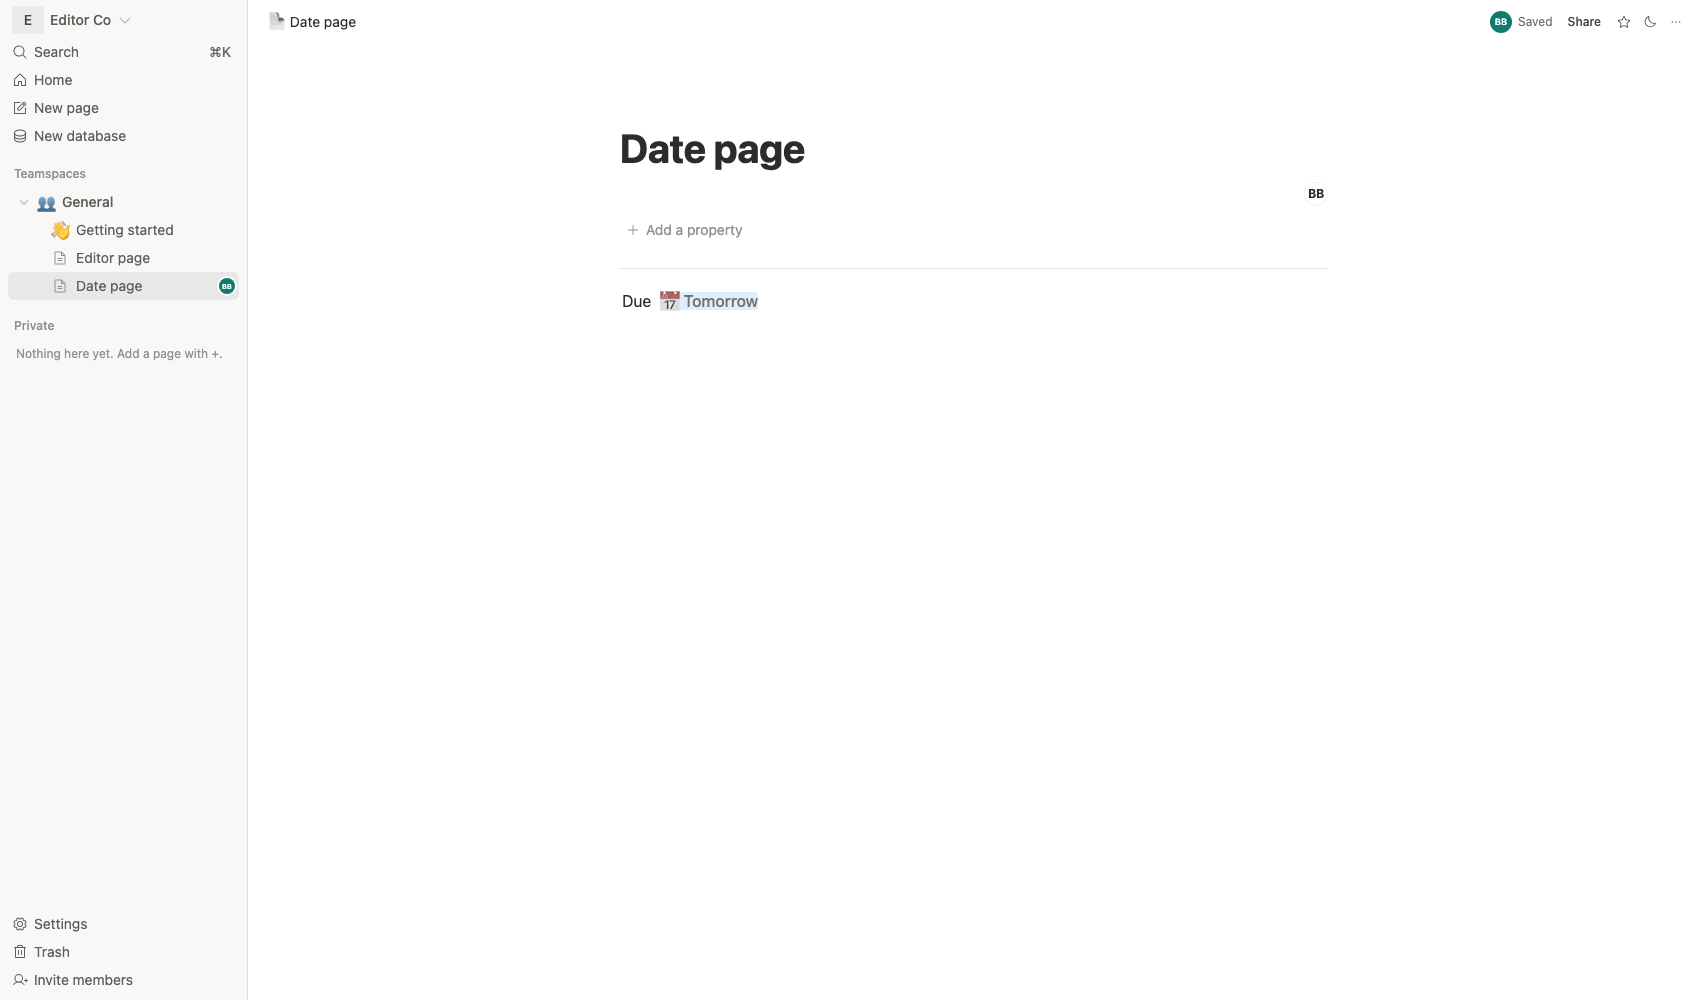 E Editor Co
Search ⌘K
Home
New page
New database
Teamspaces
General
Getting started
Editor page
Date page BB
Private
Nothing here yet. Add a page with +.
Settings
Trash
Invite members
Date page
BB Saved Share
Date page
BB
Add a property
Due 17 Tomorrow